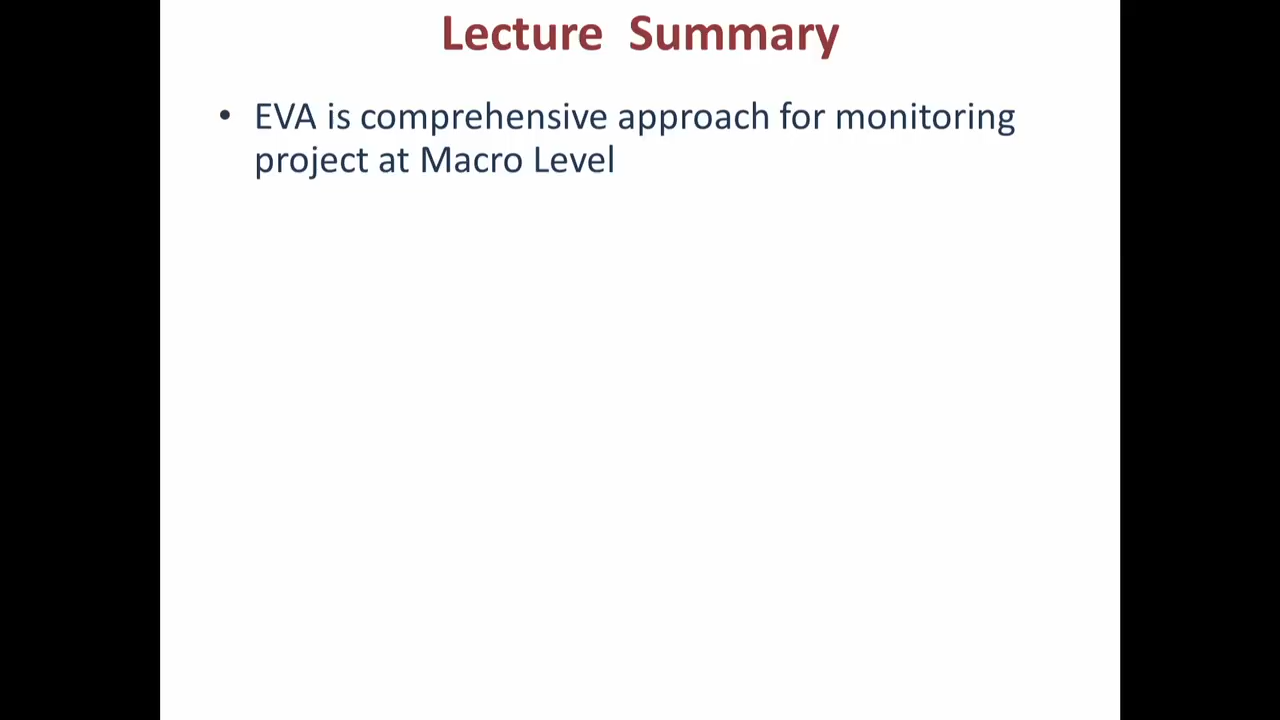 Lecture Summary
• EVA is comprehensive approach for monitoring
project at Macro Level